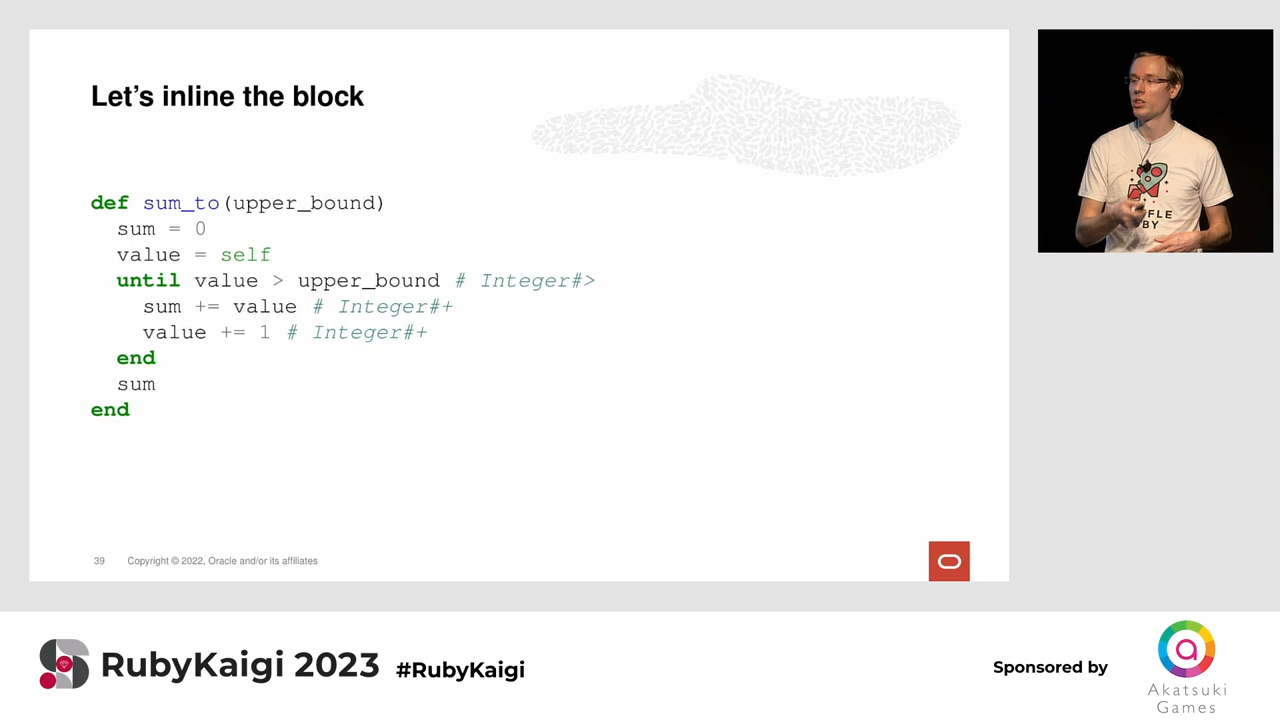 Let's inline the block
def sum_to(upper_bound)
  sum = 0
  value = self
  until value > upper_bound # Integer#>
    sum += value # Integer#+
    value += 1 # Integer#+
  end
  sum
end
39 Copyright © 2022, Oracle and/or its affiliates
RubyKaigi 2023 #RubyKaigi
Sponsored by
Akatsuki
Games